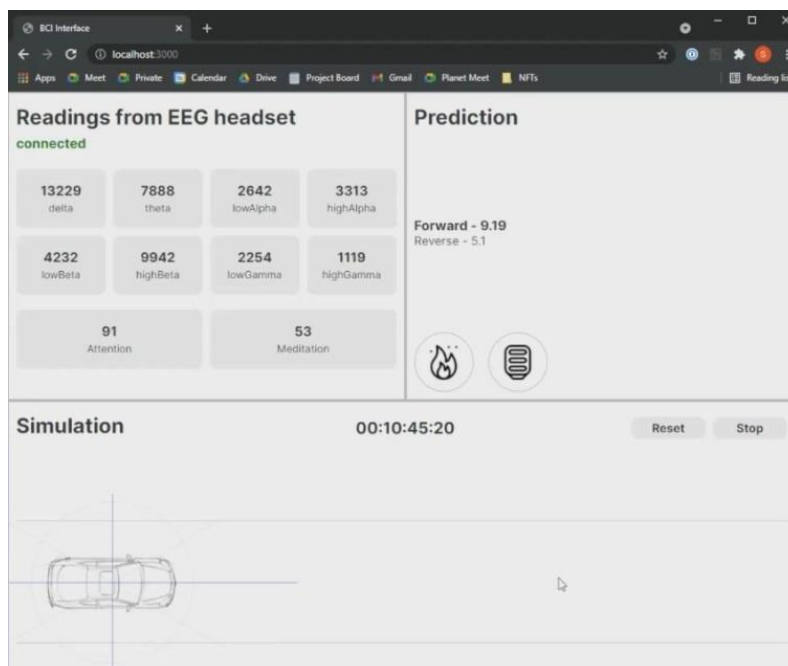 BCI Interface
localhost:3000
Apps Meet Private Calendar Drive Project Board Gmail Planet Meet NFTs Reading lis
Readings from EEG headset
connected
13229 7888 2642 3313
delta theta lowAlpha highAlpha
4232 9942 2254 1119
lowBeta highBeta lowGamma highGamma
91 53
Attention Meditation
Prediction
Forward - 9.19
Reverse - 5.1
Simulation 00:10:45:20 Reset Stop